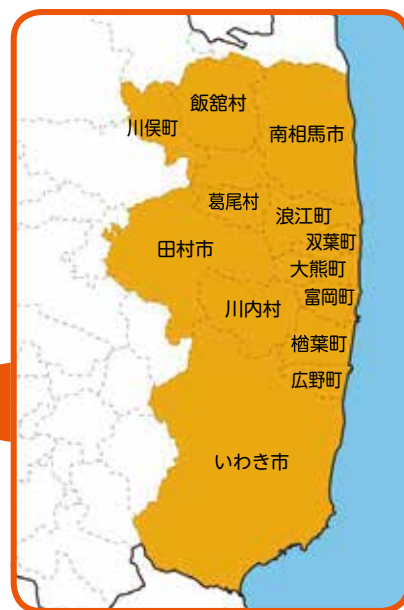 飯舘村
川俣町
南相馬市
葛尾村
浪江町
双葉町
田村市
大熊町
富岡町
川内村
楢葉町
広野町
いわき市